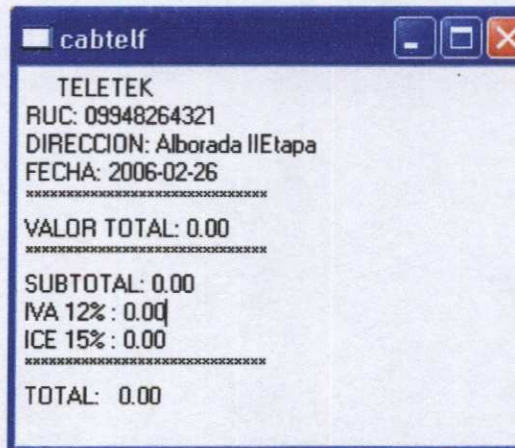 cabtelf
TELETEK
RUC: 09948264321
DIRECCION: Alborada IIEtapa
FECHA: 2006-02-26
******************************
VALOR TOTAL: 0.00
******************************
SUBTOTAL: 0.00
IVA 12% : 0.00
ICE 15% : 0.00
******************************
TOTAL: 0.00